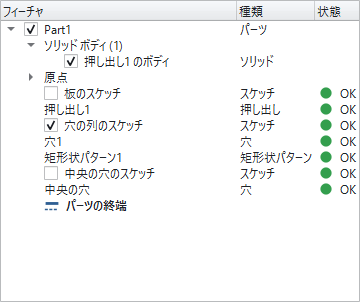 フィーチャ 種類 状態
Part1 パーツ
ソリッド ボディ (1)
押し出し1 のボディ ソリッド
原点
板のスケッチ スケッチ OK
押し出し1 押し出し OK
穴の列のスケッチ スケッチ OK
穴1 穴 OK
矩形状パターン1 矩形状パターン OK
中央の穴のスケッチ スケッチ OK
中央の穴 穴 OK
パーツの終端